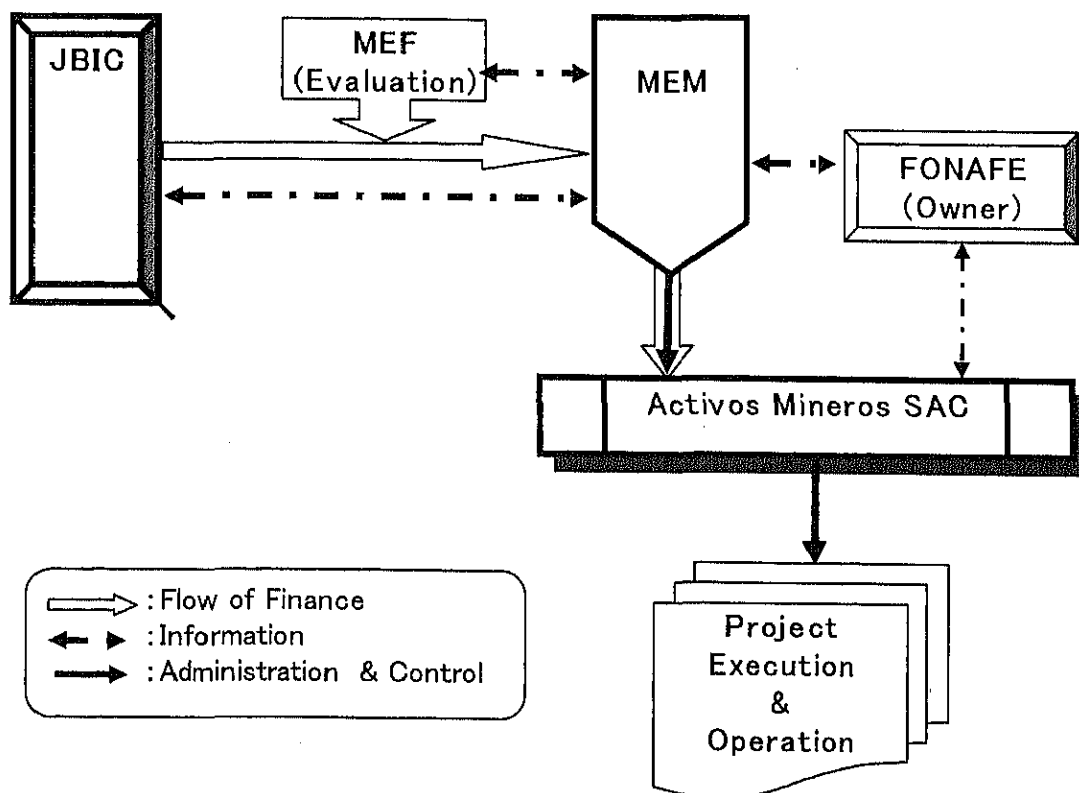 JBIC
MEF
(Evaluation)
MEM
FONAFE
(Owner)
Activos Mineros SAC
: Flow of Finance
: Information
: Administration & Control
Project
Execution
&
Operation